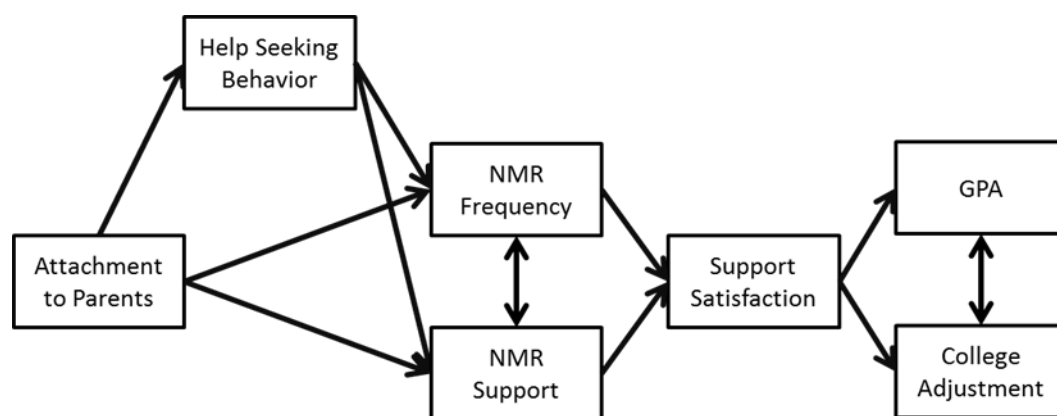 Help Seeking
Behavior
NMR
Frequency
GPA
Attachment
to Parents
Support
Satisfaction
NMR
Support
College
Adjustment